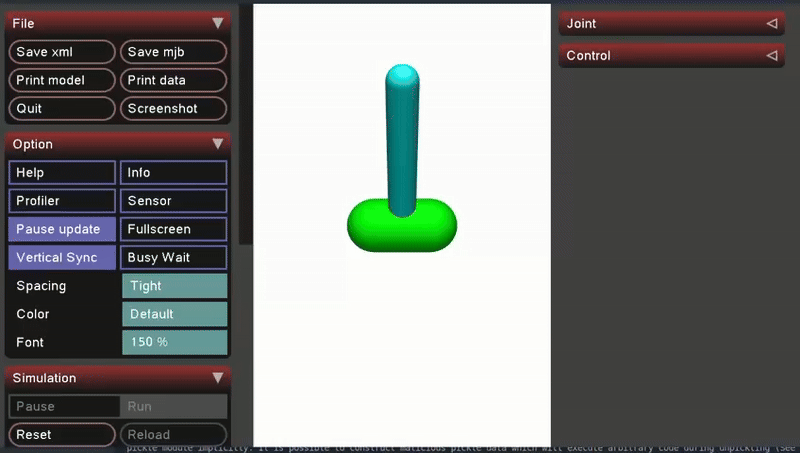 File
Save xml Save mjb
Print model Print data
Quit Screenshot
Option
Help Info
Profiler Sensor
Pause update Fullscreen
Vertical Sync Busy Wait
Spacing Tight
Color Default
Font 150 %
Simulation
Pause Run
Reset Reload
Joint
Control
pickle module implicitly. It is possible to construct malicious pickle data which will execute arbitrary code during unpickling (See